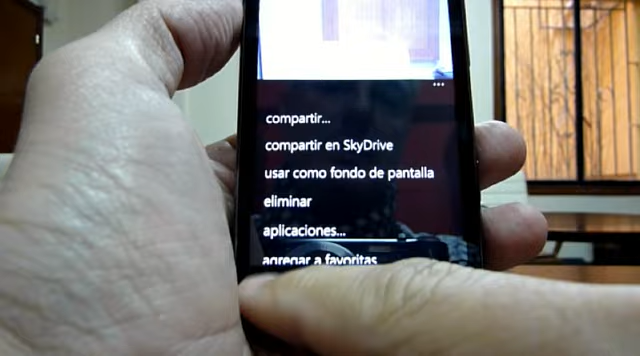 compartir...
compartir en SkyDrive
usar como fondo de pantalla
eliminar
aplicaciones...
agregar a favoritas